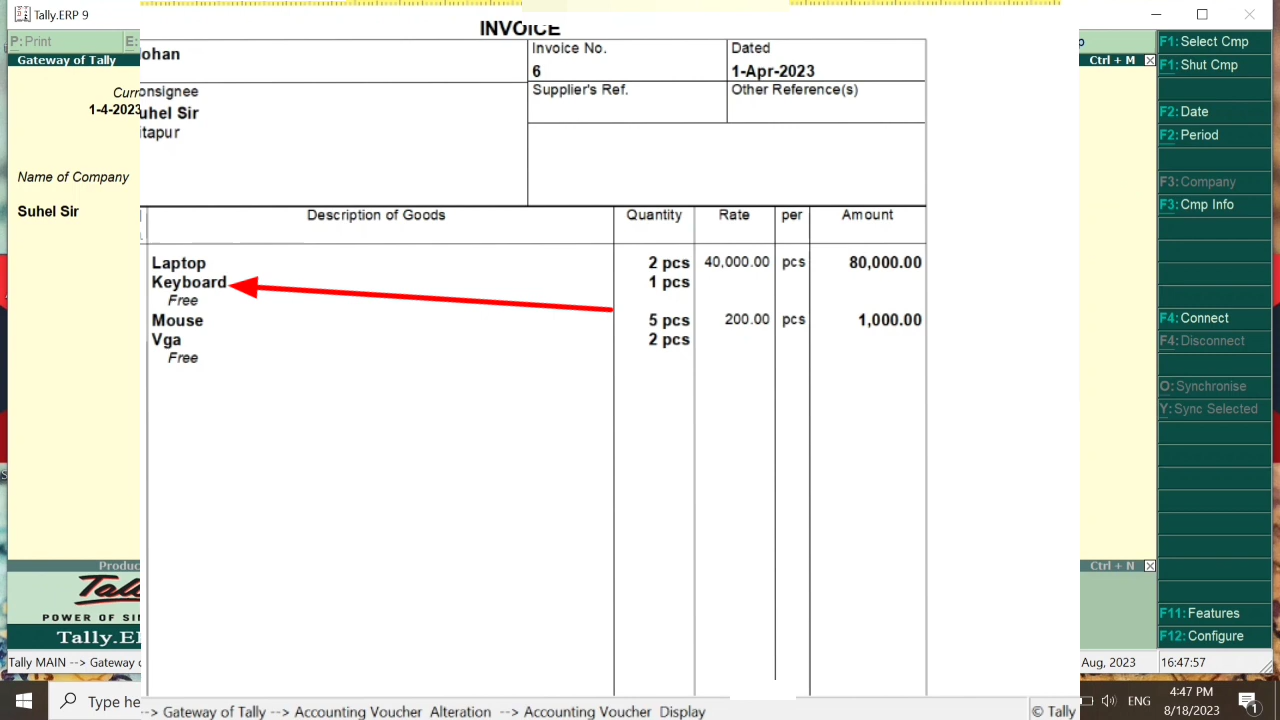 Tally.ERP 9
P: Print
E:
Gateway of Tally
1-4-2023
Name of Company
Suhel Sir
POWER OF
Tally MAIN --> Gateway
Type
INVOICE
ohan
Invoice No.
6
Dated
1-Apr-2023
onsignee
uhel Sir
itapur
Supplier's Ref.
Other Reference(s)
Description of Goods Quantity Rate per Amount
Laptop 2 pcs 40,000.00 pcs 80,000.00
Keyboard 1 pcs
Free
Mouse 5 pcs 200.00 pcs 1,000.00
Vga 2 pcs
Free
--> Gateway of Tally --> Accounting Voucher Alteration --> Accounting Voucher Display
© Tally
p
Ctrl + M
F1: Select Cmp
F1: Shut Cmp
F2: Date
F2: Period
F3: Company
F3: Cmp Info
F4: Connect
F4: Disconnect
O: Synchronise
Y: Sync Selected
Ctrl + N
F11: Features
F12: Configure
Aug, 2023
16:47:57
ENG
4:47 PM
8/18/2023
1